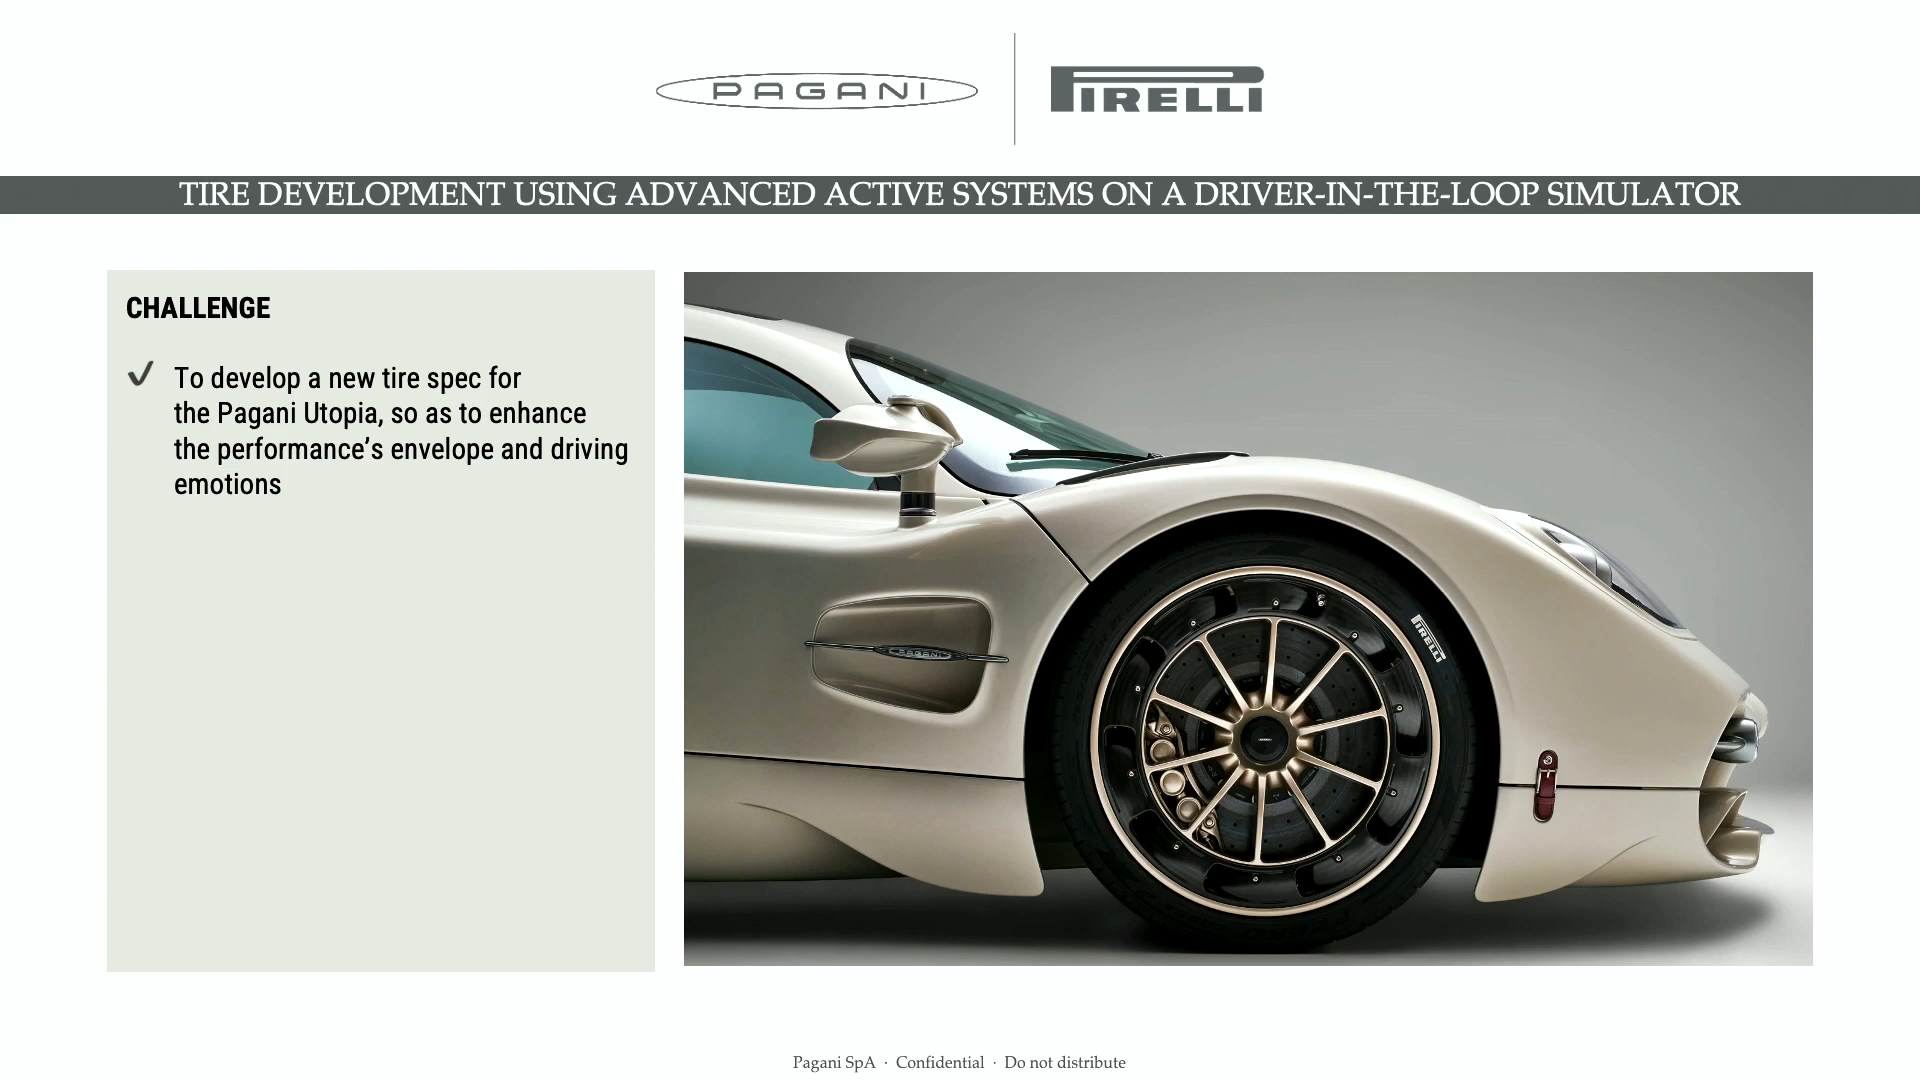 PAGANI
PIRELLI
TIRE DEVELOPMENT USING ADVANCED ACTIVE SYSTEMS ON A DRIVER-IN-THE-LOOP SIMULATOR
CHALLENGE
To develop a new tire spec for
the Pagani Utopia, so as to enhance
the performance’s envelope and driving
emotions
PIRELLI
PAGANI
Pagani SpA · Confidential · Do not distribute